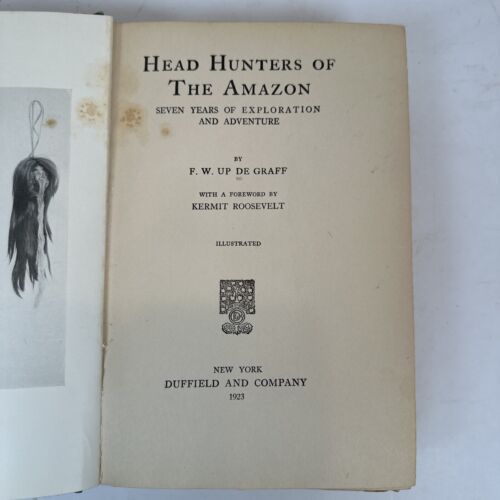 HEAD HUNTERS OF
THE AMAZON
SEVEN YEARS OF EXPLORATION
AND ADVENTURE
BY
F. W. UP DE GRAFF
WITH A FOREWORD BY
KERMIT ROOSEVELT
ILLUSTRATED
NEW YORK
DUFFIELD AND COMPANY
1923